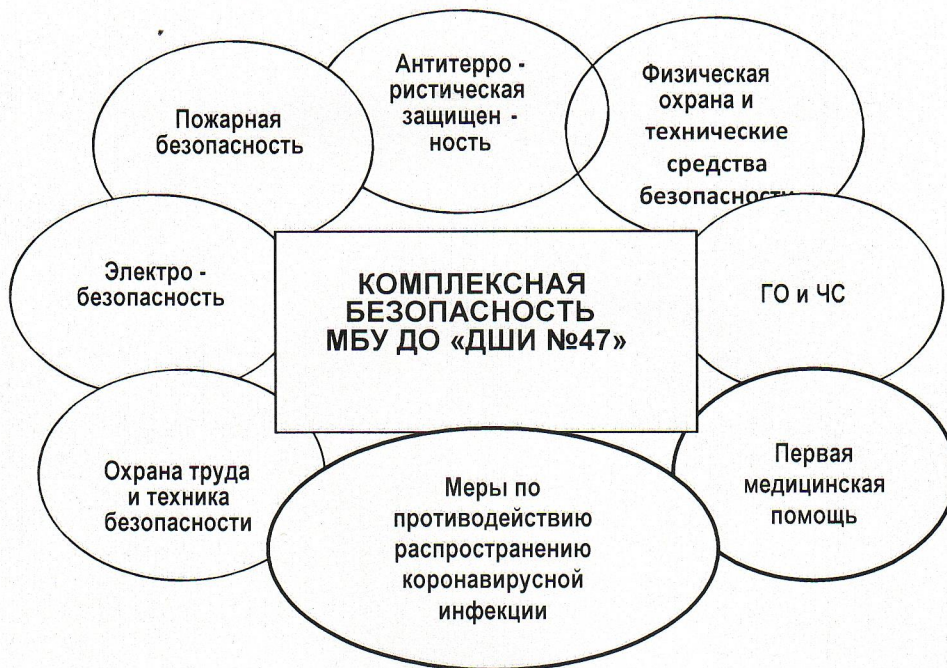 Антитерро -
ристическая
защищен -
ность
Физическая
охрана и
технические
средства
безопасности
Пожарная
безопасность
Электро -
безопасность
КОМПЛЕКСНАЯ
БЕЗОПАСНОСТЬ
МБУ ДО «ДШИ №47»
ГО и ЧС
Охрана труда
и техника
безопасности
Меры по
противодействию
распространению
коронавирусной
инфекции
Первая
медицинская
помощь